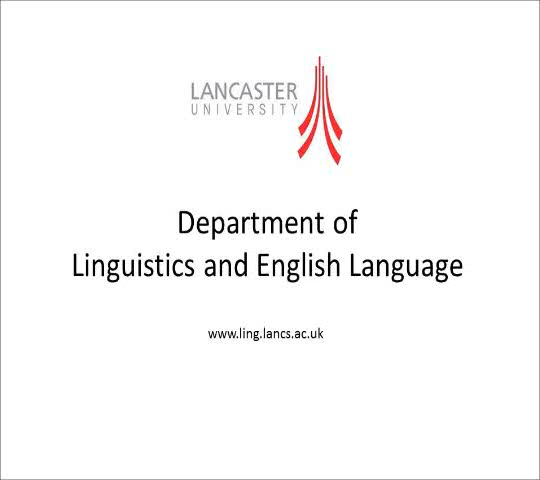 LANCASTER
UNIVERSITY
Department of
Linguistics and English Language
www.ling.lancs.ac.uk